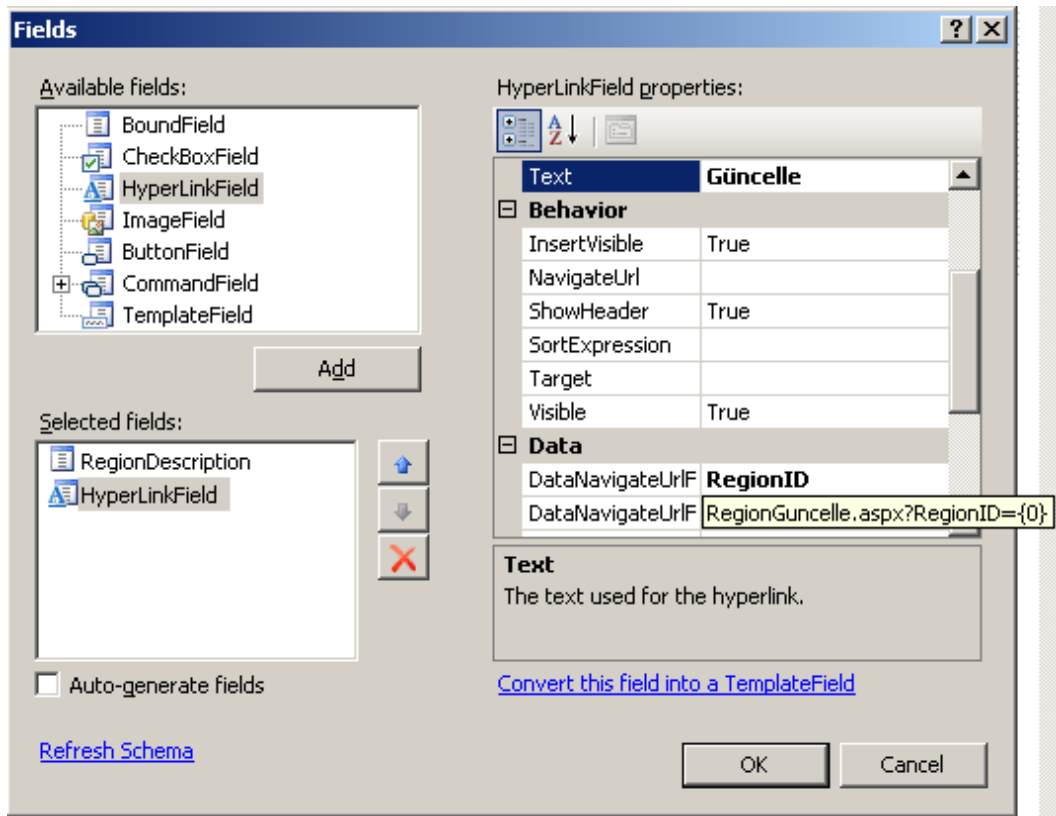 Fields
Available fields:
BoundField
CheckBoxField
HyperLinkField
ImageField
ButtonField
CommandField
TemplateField
Add
Selected fields:
RegionDescription
HyperLinkField
Auto-generate fields
Refresh Schema
HyperLinkField properties:
Text Güncelle
Behavior
InsertVisible True
NavigateUrl
ShowHeader True
SortExpression
Target
Visible True
Data
DataNavigateUrlF RegionID
DataNavigateUrlF RegionGuncelle.aspx?RegionID={0}
Text
The text used for the hyperlink.
Convert this field into a TemplateField
OK Cancel